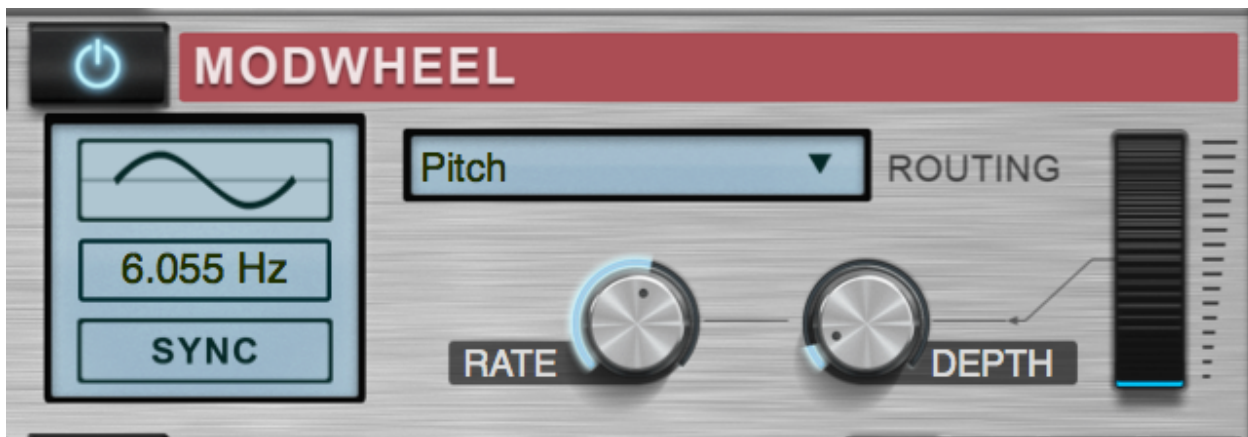 MODWHEEL
Pitch
ROUTING
6.055 Hz
SYNC
RATE
DEPTH